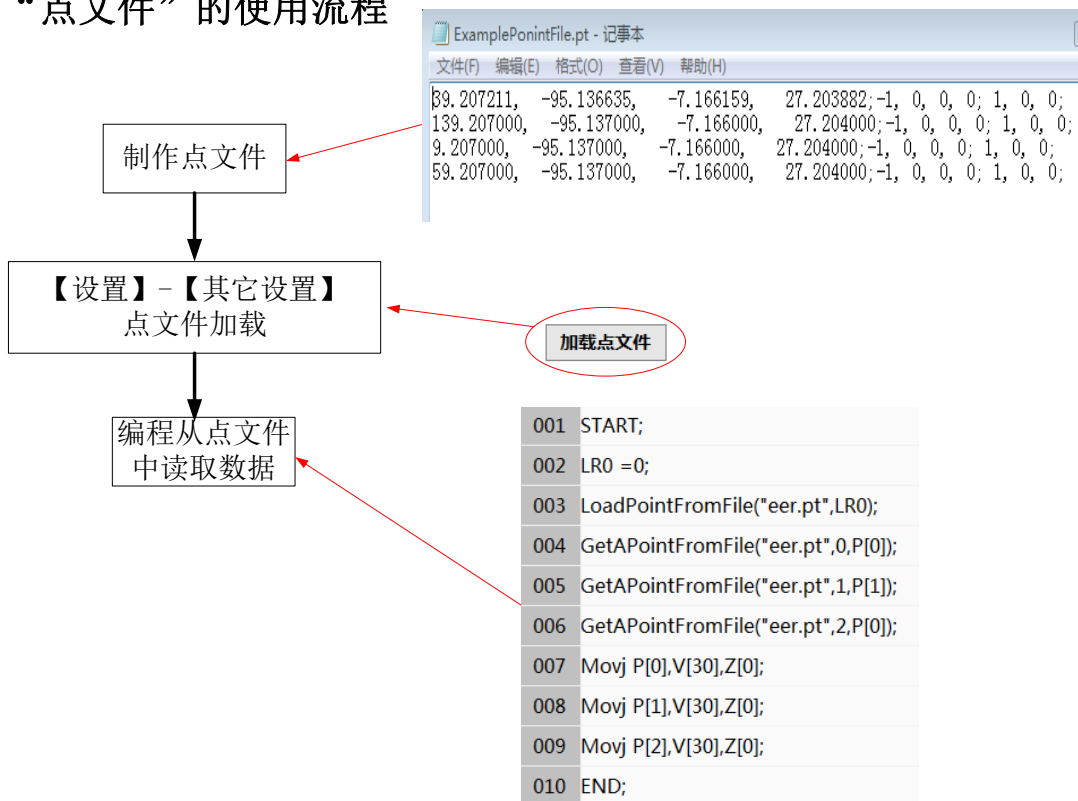 “点文件”的使用流程
ExamplePonintFile.pt - 记事本
文件(F) 编辑(E) 格式(O) 查看(V) 帮助(H)
39.207211, -95.136635, -7.166159, 27.203882;-1, 0, 0, 0; 1, 0, 0;
139.207000, -95.137000, -7.166000, 27.204000;-1, 0, 0, 0; 1, 0, 0;
9.207000, -95.137000, -7.166000, 27.204000;-1, 0, 0, 0; 1, 0, 0;
59.207000, -95.137000, -7.166000, 27.204000;-1, 0, 0, 0; 1, 0, 0;
制作点文件
【设置】-【其它设置】
点文件加载
加载点文件
编程从点文件
中读取数据
001 START;
002 LR0 =0;
003 LoadPointFromFile("eer.pt",LR0);
004 GetAPointFromFile("eer.pt",0,P[0]);
005 GetAPointFromFile("eer.pt",1,P[1]);
006 GetAPointFromFile("eer.pt",2,P[0]);
007 Movj P[0],V[30],Z[0];
008 Movj P[1],V[30],Z[0];
009 Movj P[2],V[30],Z[0];
010 END;